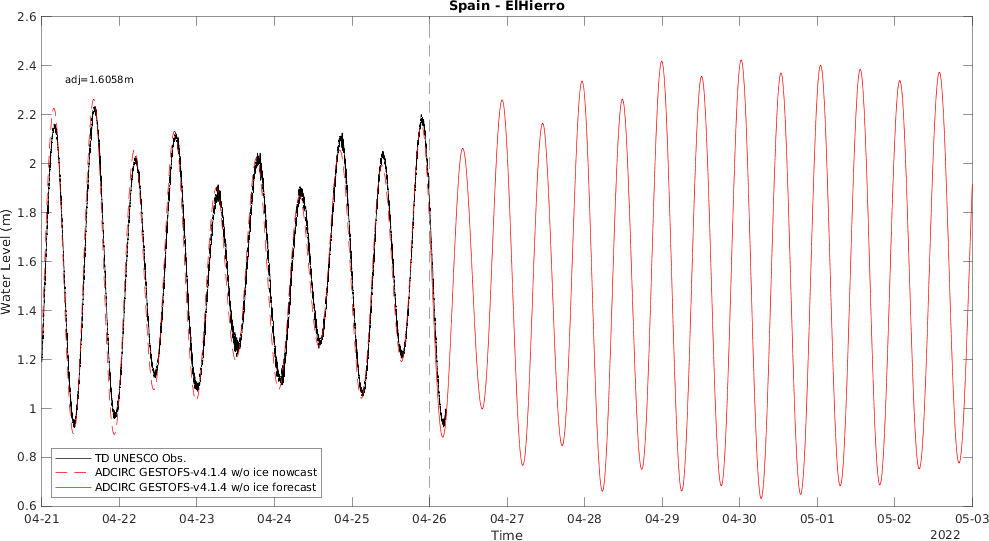 Spain - ElHierro
2.6
2.4
2.2
2
1.8
1.6
1.4
1.2
1
0.8
0.6
Water Level (m)
adj=1.6058m
TD UNESCO Obs.
ADCIRC GESTOFS-v4.1.4 w/o ice nowcast
ADCIRC GESTOFS-v4.1.4 w/o ice forecast
04-21 04-22 04-23 04-24 04-25 04-26 04-27 04-28 04-29 04-30 05-01 05-02 05-03
Time
2022